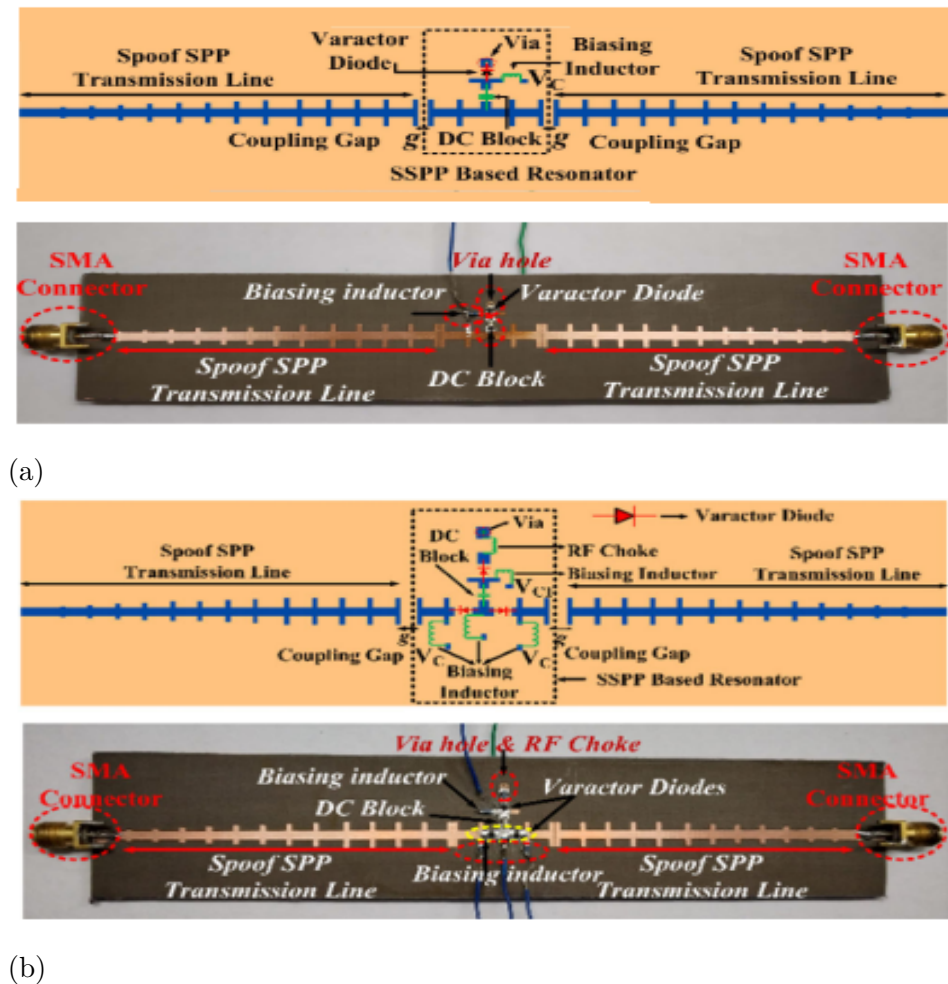 Spoof SPP
Transmission Line
Varactor
Diode
Via
Biasing
Inductor
V_C
Spoof SPP
Transmission Line
Coupling Gap
g
DC Block
g
Coupling Gap
SSPP Based Resonator
SMA
Connector
Via hole
Biasing inductor
Varactor Diode
SMA
Connector
Spoof SPP
Transmission Line
DC Block
Spoof SPP
Transmission Line
(a)
Via
Varactor Diode
DC
Block
RF Choke
Spoof SPP
Transmission Line
Biasing Inductor
Spoof SPP
Transmission Line
V_C1
g
g
Coupling Gap
V_C
Biasing
Inductor
V_C
Coupling Gap
SSPP Based Resonator
Via hole & RF Choke
SMA
Connector
Biasing inductor
DC Block
Varactor Diodes
SMA
Connector
Spoof SPP
Transmission Line
Biasing inductor
Spoof SPP
Transmission Line
(b)